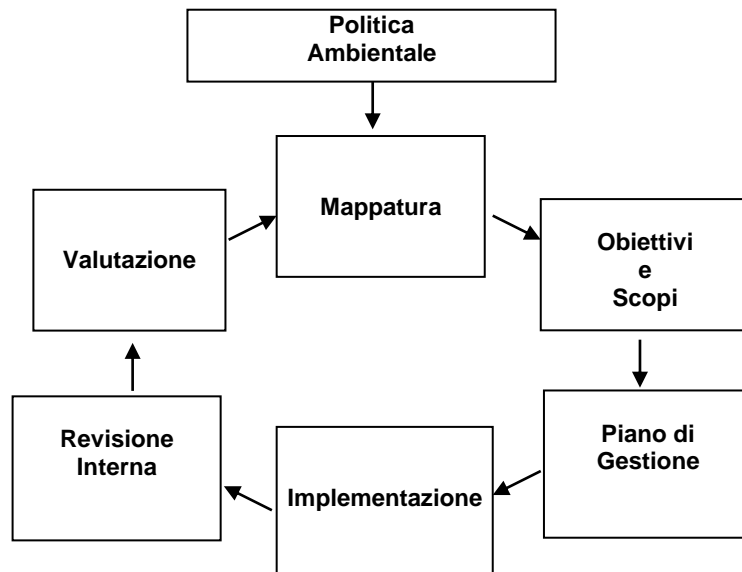 Politica
Ambientale
Mappatura
Obiettivi
e
Scopi
Piano di
Gestione
Implementazione
Revisione
Interna
Valutazione